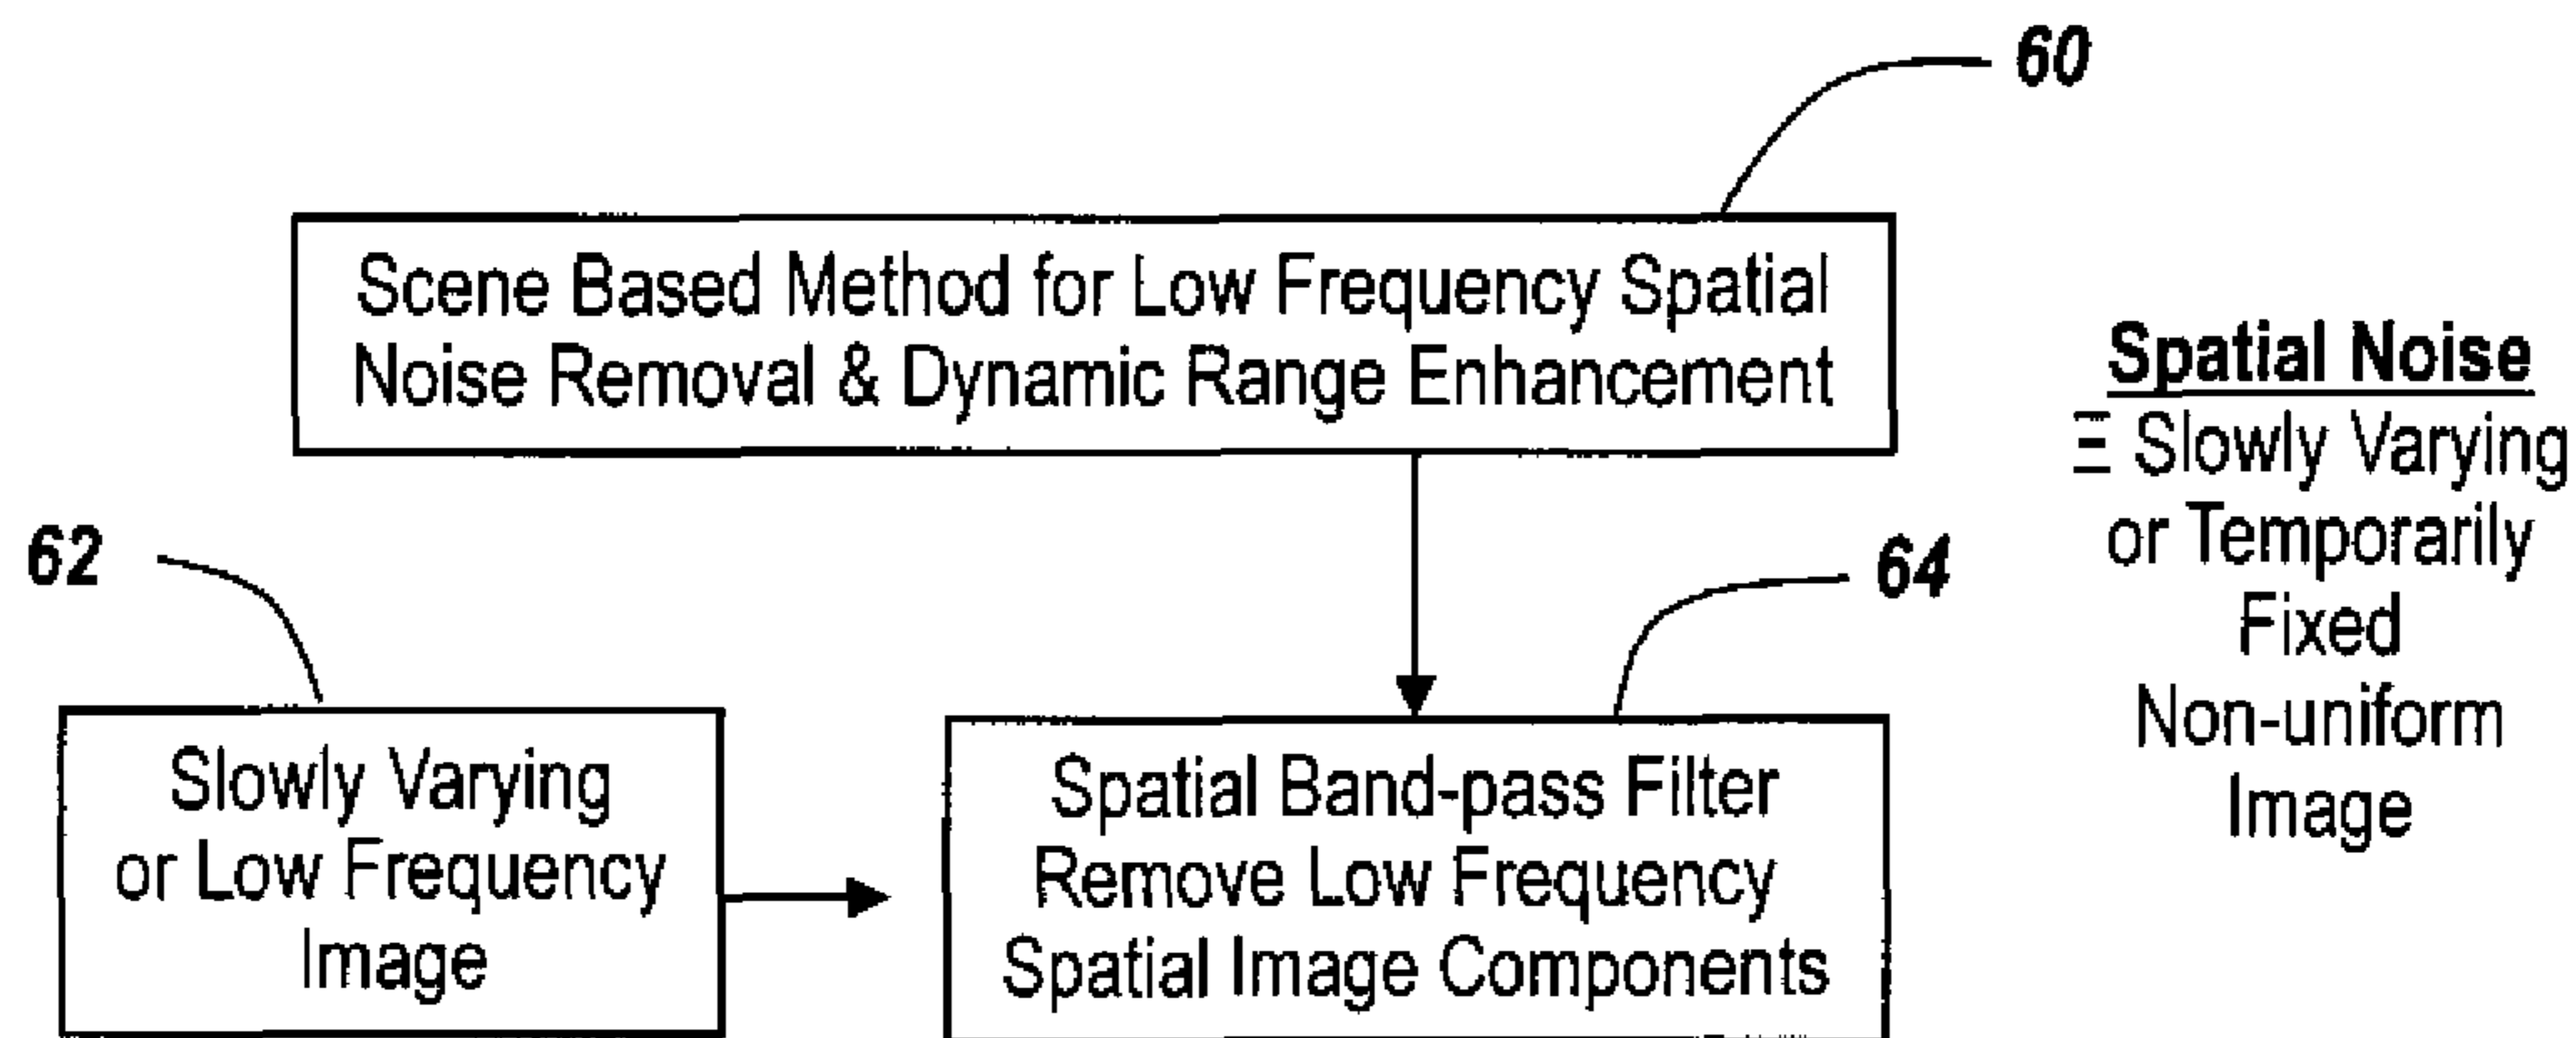 60
Scene Based Method for Low Frequency Spatial
Noise Removal & Dynamic Range Enhancement
Spatial Noise
Ξ Slowly Varying
or Temporarily
Fixed
Non-uniform
Image
62
64
Slowly Varying
or Low Frequency
Image
Spatial Band-pass Filter
Remove Low Frequency
Spatial Image Components